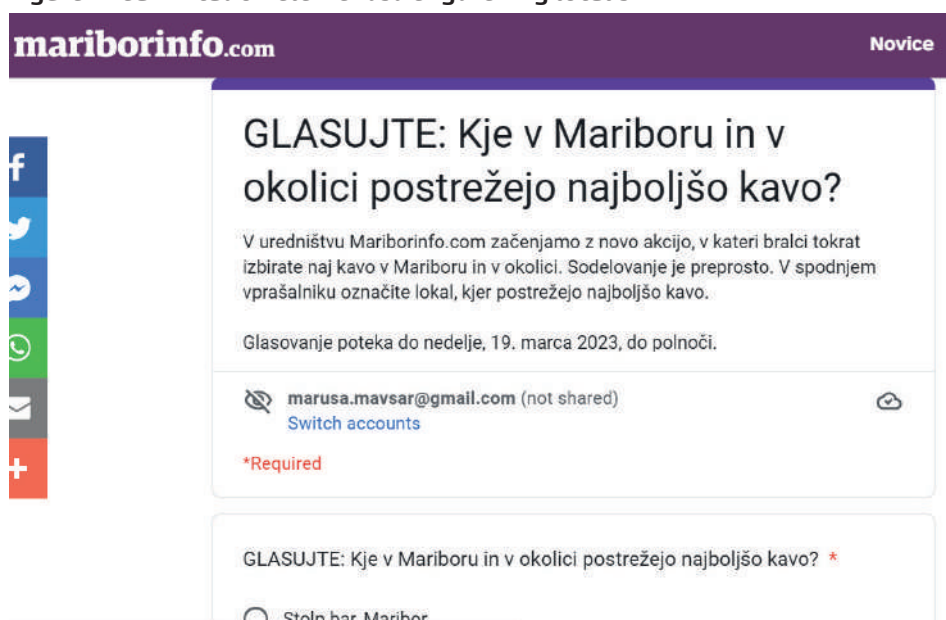 mariborinfo.com
Novice
GLASUJTE: Kje v Mariboru in v
okolici postrežejo najboljšo kavo?
V uredništvu Mariborinfo.com začenjamo z novo akcijo, v kateri bralci tokrat
izbirate naj kavo v Mariboru in v okolici. Sodelovanje je preprosto. V spodnjem
vprašalniku označite lokal, kjer postrežejo najboljšo kavo.
Glasovanje poteka do nedelje, 19. marca 2023, do polnoči.
marusa.mavsar@gmail.com (not shared)
Switch accounts
*Required
GLASUJTE: Kje v Mariboru in v okolici postrežejo najboljšo kavo? *
Stolp bar, Maribor